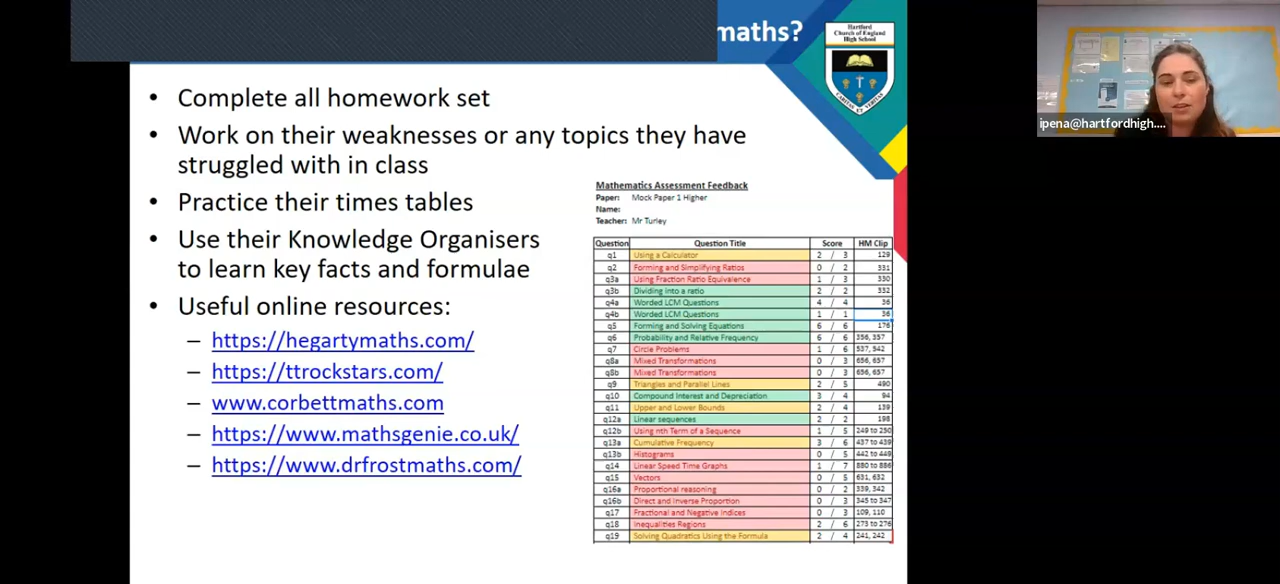 maths?
Hartford
Church of England
High School
CARITAS ET VERITAS
ipena@hartfordhigh....
• Complete all homework set
• Work on their weaknesses or any topics they have
struggled with in class
• Practice their times tables
• Use their Knowledge Organisers
to learn key facts and formulae
• Useful online resources:
– https://hegartymaths.com/
– https://ttrockstars.com/
– www.corbettmaths.com
– https://www.mathsgenie.co.uk/
– https://www.drfrostmaths.com/
Mathematics Assessment Feedback
Paper: Mock Paper 1 Higher
Name:
Teacher: Mr Turley
Question Question Title Score HM Clip
q1 Using a Calculator 2 / 3 129
q2 Forming and Simplifying Ratios 0 / 2 331
q3a Using Fraction Ratio Equivalence 1 / 3 330
q3b Dividing into a ratio 2 / 2 332
q4a Worded LCM Questions 4 / 4 36
q4b Worded LCM Questions 1 / 1 36
q5 Forming and Solving Equations 6 / 6 176
q6 Probability and Relative Frequency 6 / 6 356, 357
q7 Circle Problems 1 / 6 537, 542
q8a Mixed Transformations 0 / 3 656, 657
q8b Mixed Transformations 0 / 3 656, 657
q9 Triangles and Parallel Lines 2 / 5 490
q10 Compound Interest and Depreciation 3 / 4 94
q11 Upper and Lower Bounds 2 / 4 139
q12a Linear sequences 2 / 2 198
q12b Using nth Term of a Sequence 1 / 5 249 to 250
q13a Cumulative Frequency 3 / 6 437 to 439
q13b Histograms 0 / 5 442 to 449
q14 Linear Speed Time Graphs 1 / 7 880 to 886
q15 Vectors 0 / 5 631, 632
q16a Proportional reasoning 0 / 2 339, 342
q16b Direct and Inverse Proportion 0 / 3 345 to 347
q17 Fractional and Negative Indices 0 / 3 109, 110
q18 Inequalities Regions 2 / 6 273 to 276
q19 Solving Quadratics Using the Formula 2 / 4 241, 242